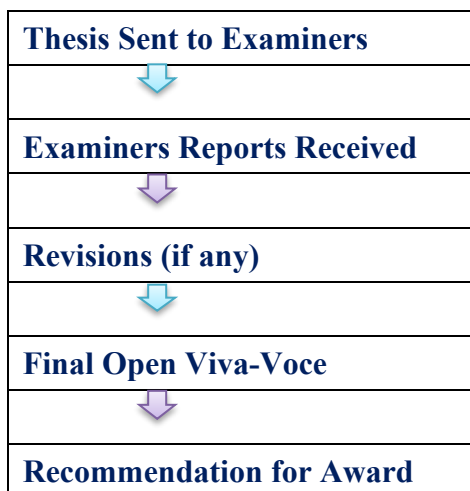 Thesis Sent to Examiners
Examiners Reports Received
Revisions (if any)
Final Open Viva-Voce
Recommendation for Award